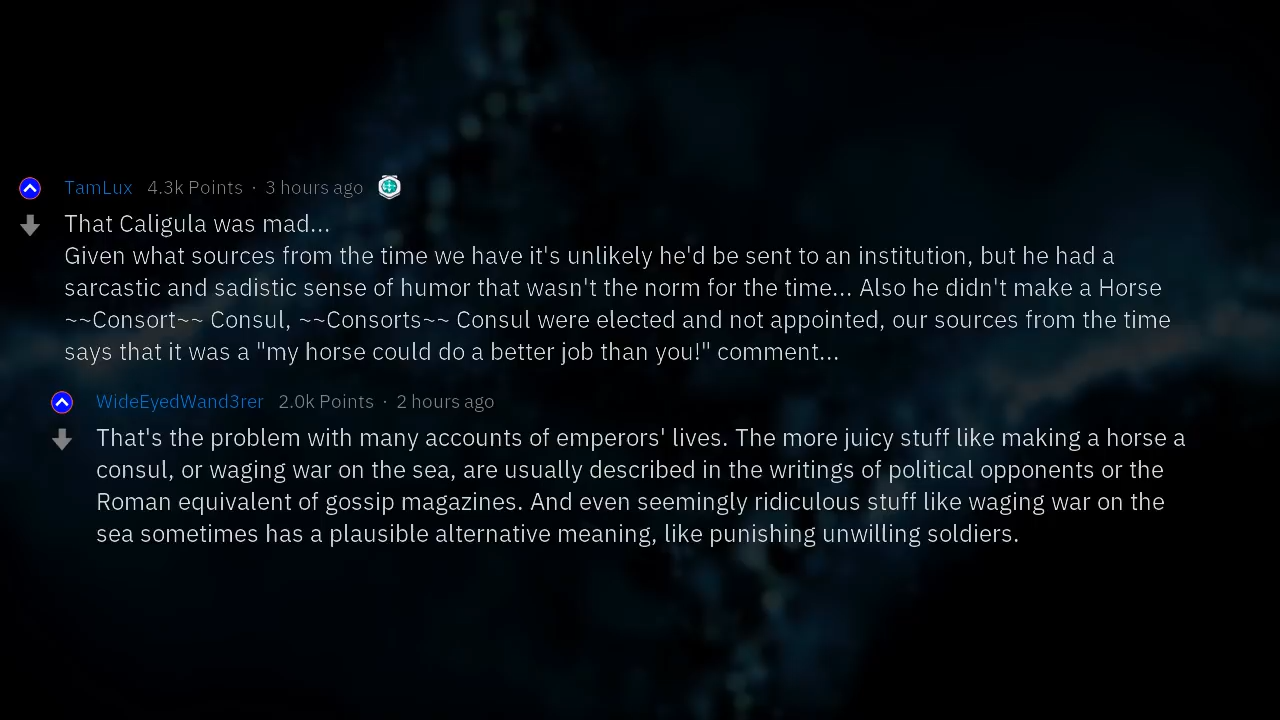 TamLux 4.3k Points · 3 hours ago
That Caligula was mad...
Given what sources from the time we have it's unlikely he'd be sent to an institution, but he had a
sarcastic and sadistic sense of humor that wasn't the norm for the time... Also he didn't make a Horse
~~Consort~~ Consul, ~~Consorts~~ Consul were elected and not appointed, our sources from the time
says that it was a "my horse could do a better job than you!" comment...
WideEyedWand3rer 2.0k Points · 2 hours ago
That's the problem with many accounts of emperors' lives. The more juicy stuff like making a horse a
consul, or waging war on the sea, are usually described in the writings of political opponents or the
Roman equivalent of gossip magazines. And even seemingly ridiculous stuff like waging war on the
sea sometimes has a plausible alternative meaning, like punishing unwilling soldiers.